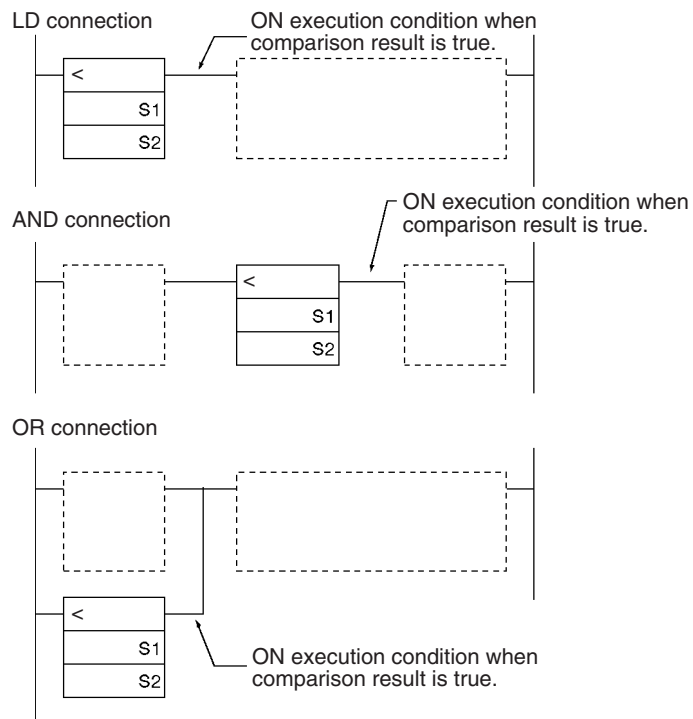 LD connection
ON execution condition when
comparison result is true.
<
S1
S2
AND connection
ON execution condition when
comparison result is true.
<
S1
S2
OR connection
<
S1
S2
ON execution condition when
comparison result is true.